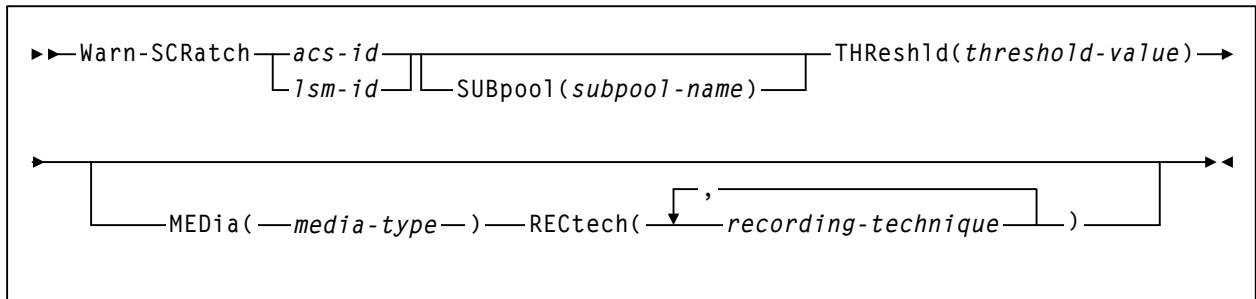 Warn-SCRatch acs-id THReshld(threshold-value)
lsm-id SUBpool(subpool-name)
,
MEDia( media-type ) RECtech( recording-technique )